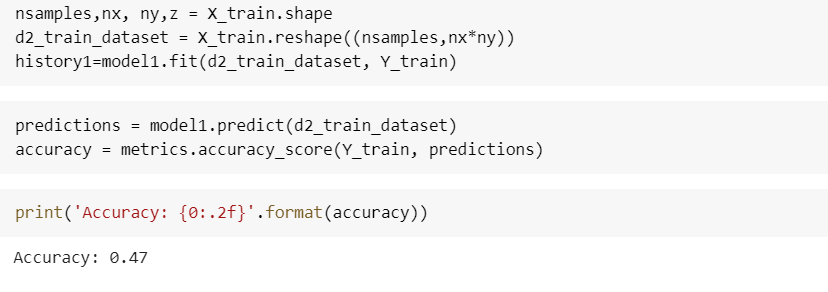 nsamples,nx, ny,z = X_train.shape
d2_train_dataset = X_train.reshape((nsamples,nx*ny))
history1=model1.fit(d2_train_dataset, Y_train)
predictions = model1.predict(d2_train_dataset)
accuracy = metrics.accuracy_score(Y_train, predictions)
print('Accuracy: {0:.2f}'.format(accuracy))
Accuracy: 0.47